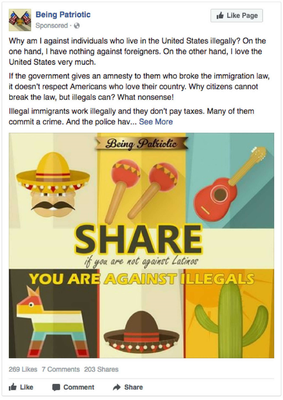 Being Patriotic
Sponsored ·
Like Page
Why am I against individuals who live in the United States illegally? On the
one hand, I have nothing against foreigners. On the other hand, I love the
United States very much.
If the government gives an amnesty to them who broke the immigration law,
it doesn't respect Americans who love their country. Why citizens cannot
break the law, but illegals can? What nonsense!
Illegal immigrants work illegally and they don't pay taxes. Many of them
commit a crime. And the police hav... See More
Being Patriotic
SHARE
if you are not against Latinos
YOU ARE AGAINST ILLEGALS
269 Likes 7 Comments 203 Shares
Like Comment Share